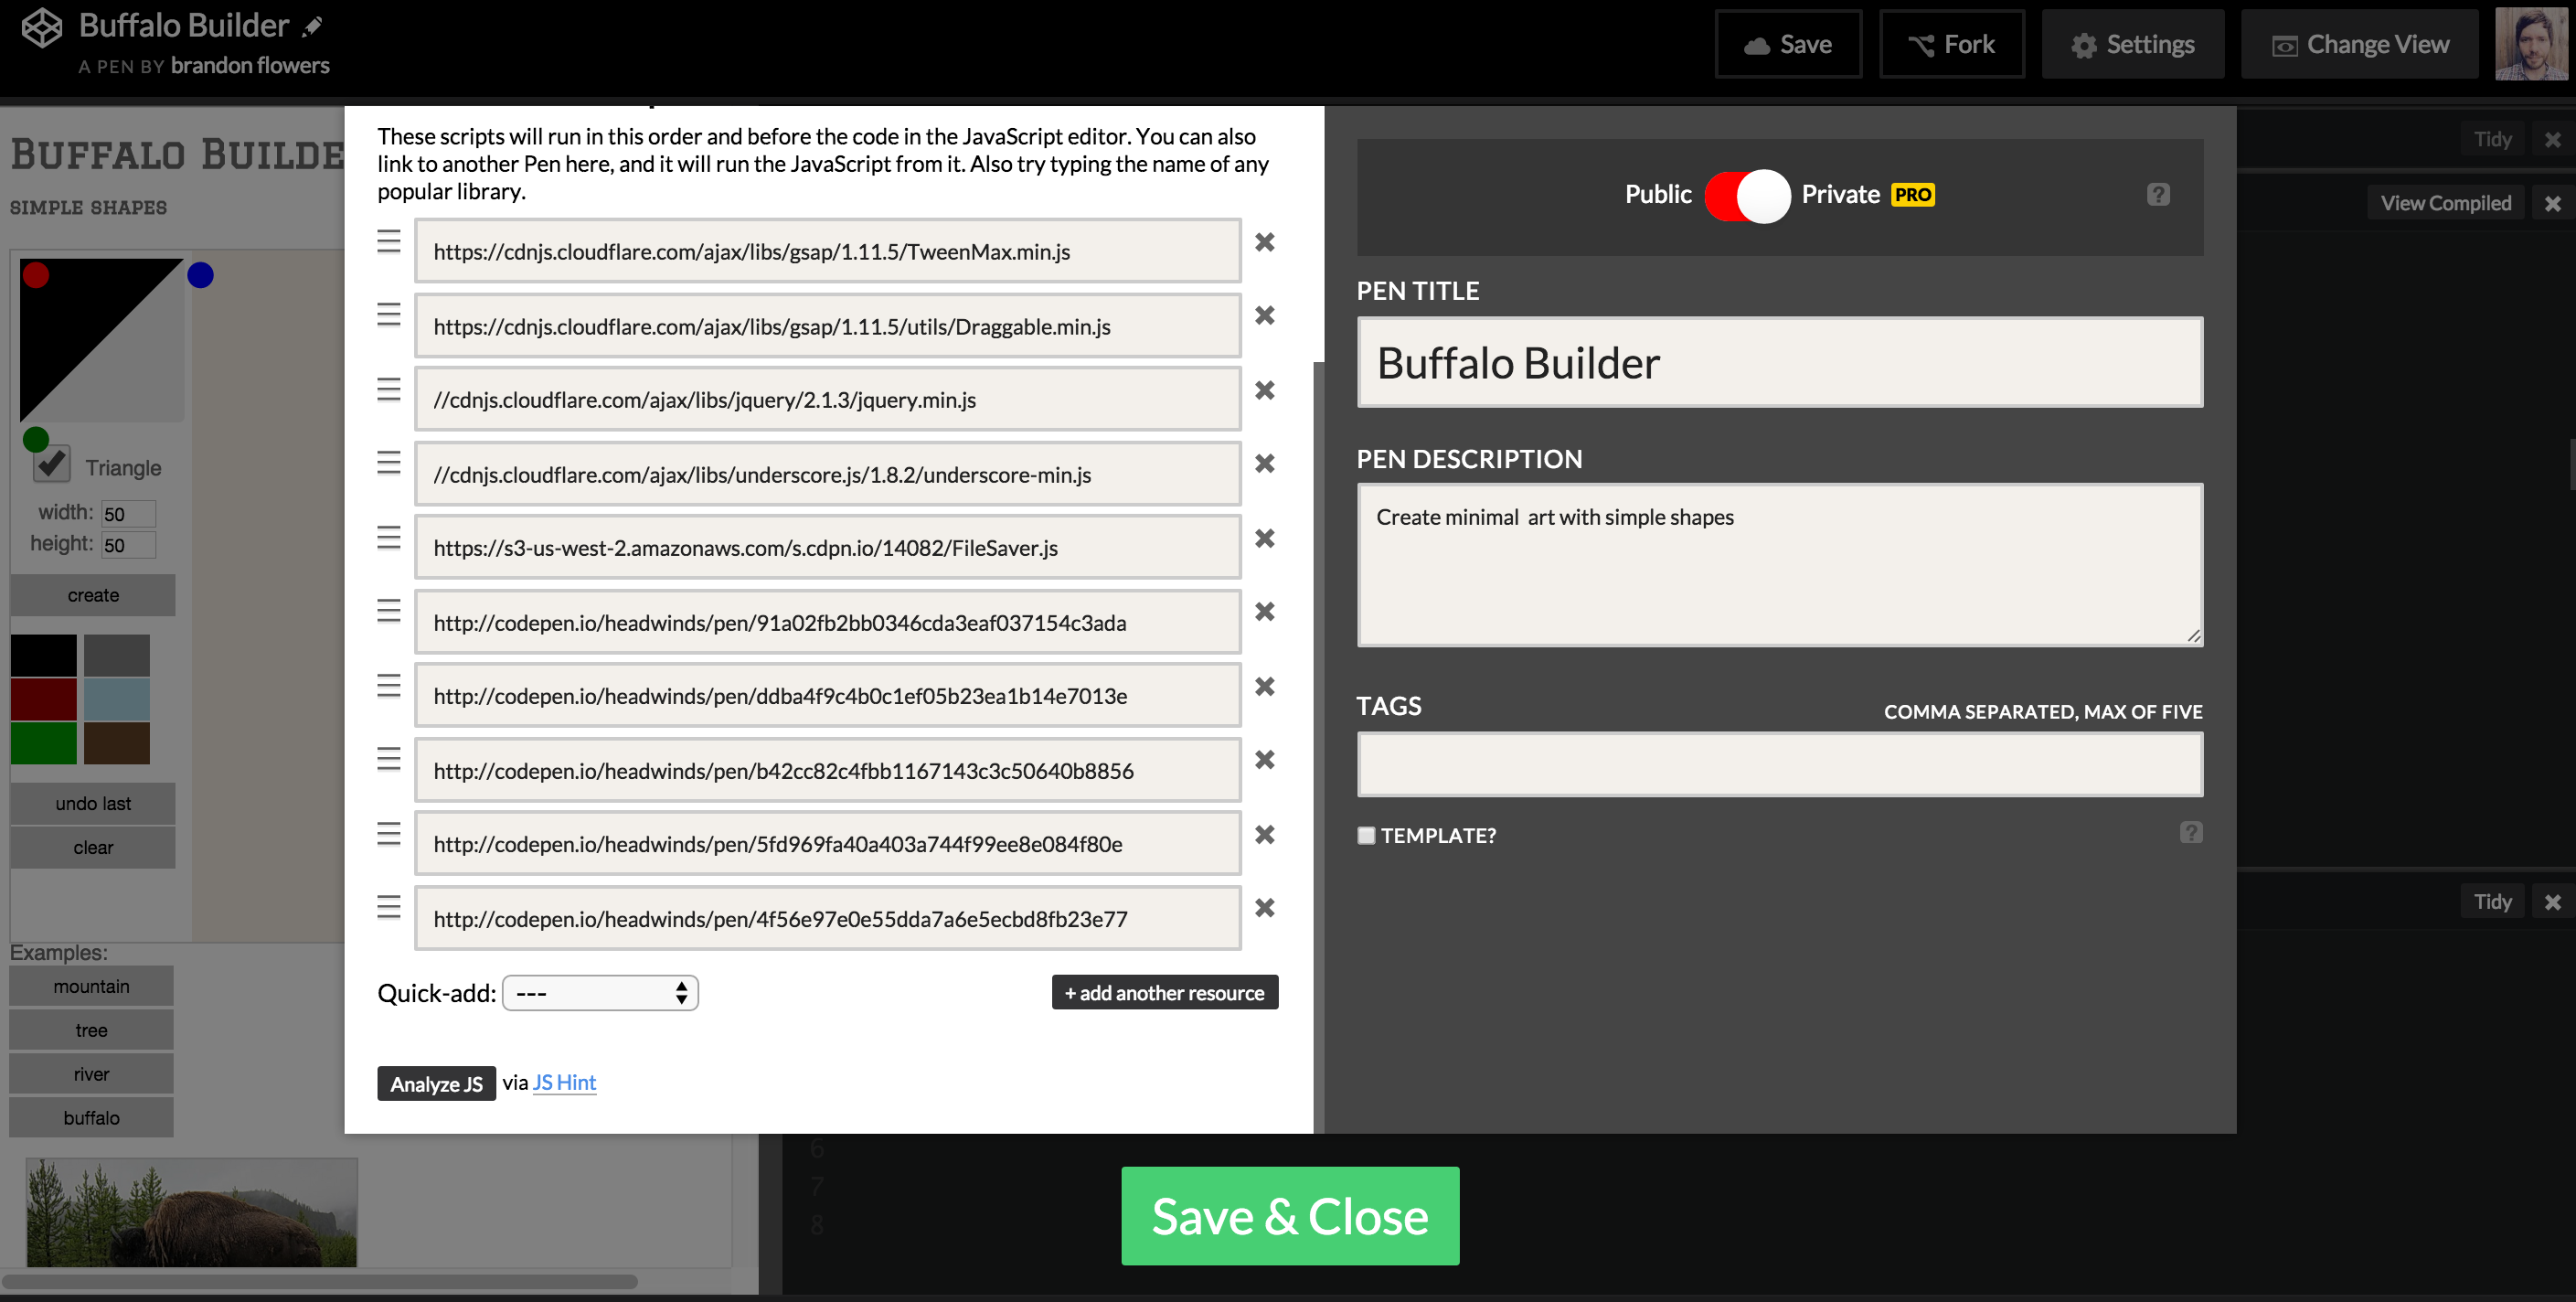 Buffalo Builder
A PEN BY brandon flowers
Save
Fork
Settings
Change View
BUFFALO BUILDE
SIMPLE SHAPES
Triangle
width: 50
height: 50
create
undo last
clear
Examples:
mountain
tree
river
buffalo
These scripts will run in this order and before the code in the JavaScript editor. You can also
link to another Pen here, and it will run the JavaScript from it. Also try typing the name of any
popular library.
https://cdnjs.cloudflare.com/ajax/libs/gsap/1.11.5/TweenMax.min.js
https://cdnjs.cloudflare.com/ajax/libs/gsap/1.11.5/utils/Draggable.min.js
//cdnjs.cloudflare.com/ajax/libs/jquery/2.1.3/jquery.min.js
//cdnjs.cloudflare.com/ajax/libs/underscore.js/1.8.2/underscore-min.js
https://s3-us-west-2.amazonaws.com/s.cdpn.io/14082/FileSaver.js
http://codepen.io/headwinds/pen/91a02fb2bb0346cda3eaf037154c3ada
http://codepen.io/headwinds/pen/ddba4f9c4b0c1ef05b23ea1b14e7013e
http://codepen.io/headwinds/pen/b42cc82c4fbb1167143c3c50640b8856
http://codepen.io/headwinds/pen/5fd969fa40a403a744f99ee8e084f80e
http://codepen.io/headwinds/pen/4f56e97e0e55dda7a6e5ecbd8fb23e77
Quick-add: ---
+ add another resource
Analyze JS via JS Hint
Public Private PRO
?
PEN TITLE
Buffalo Builder
PEN DESCRIPTION
Create minimal  art with simple shapes
TAGS
COMMA SEPARATED, MAX OF FIVE
TEMPLATE?
?
Tidy
View Compiled
Tidy
6
7
8
Save & Close